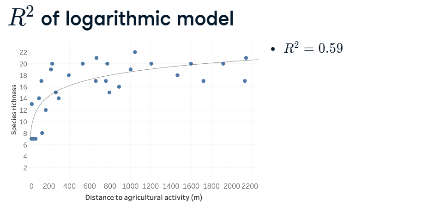 R² of logarithmic model
R² = 0.59
Species richness
22
20
18
16
14
12
10
8
6
4
2
0 200 400 600 800 1000 1200 1400 1600 1800 2000 2200
Distance to agricultural activity (m)